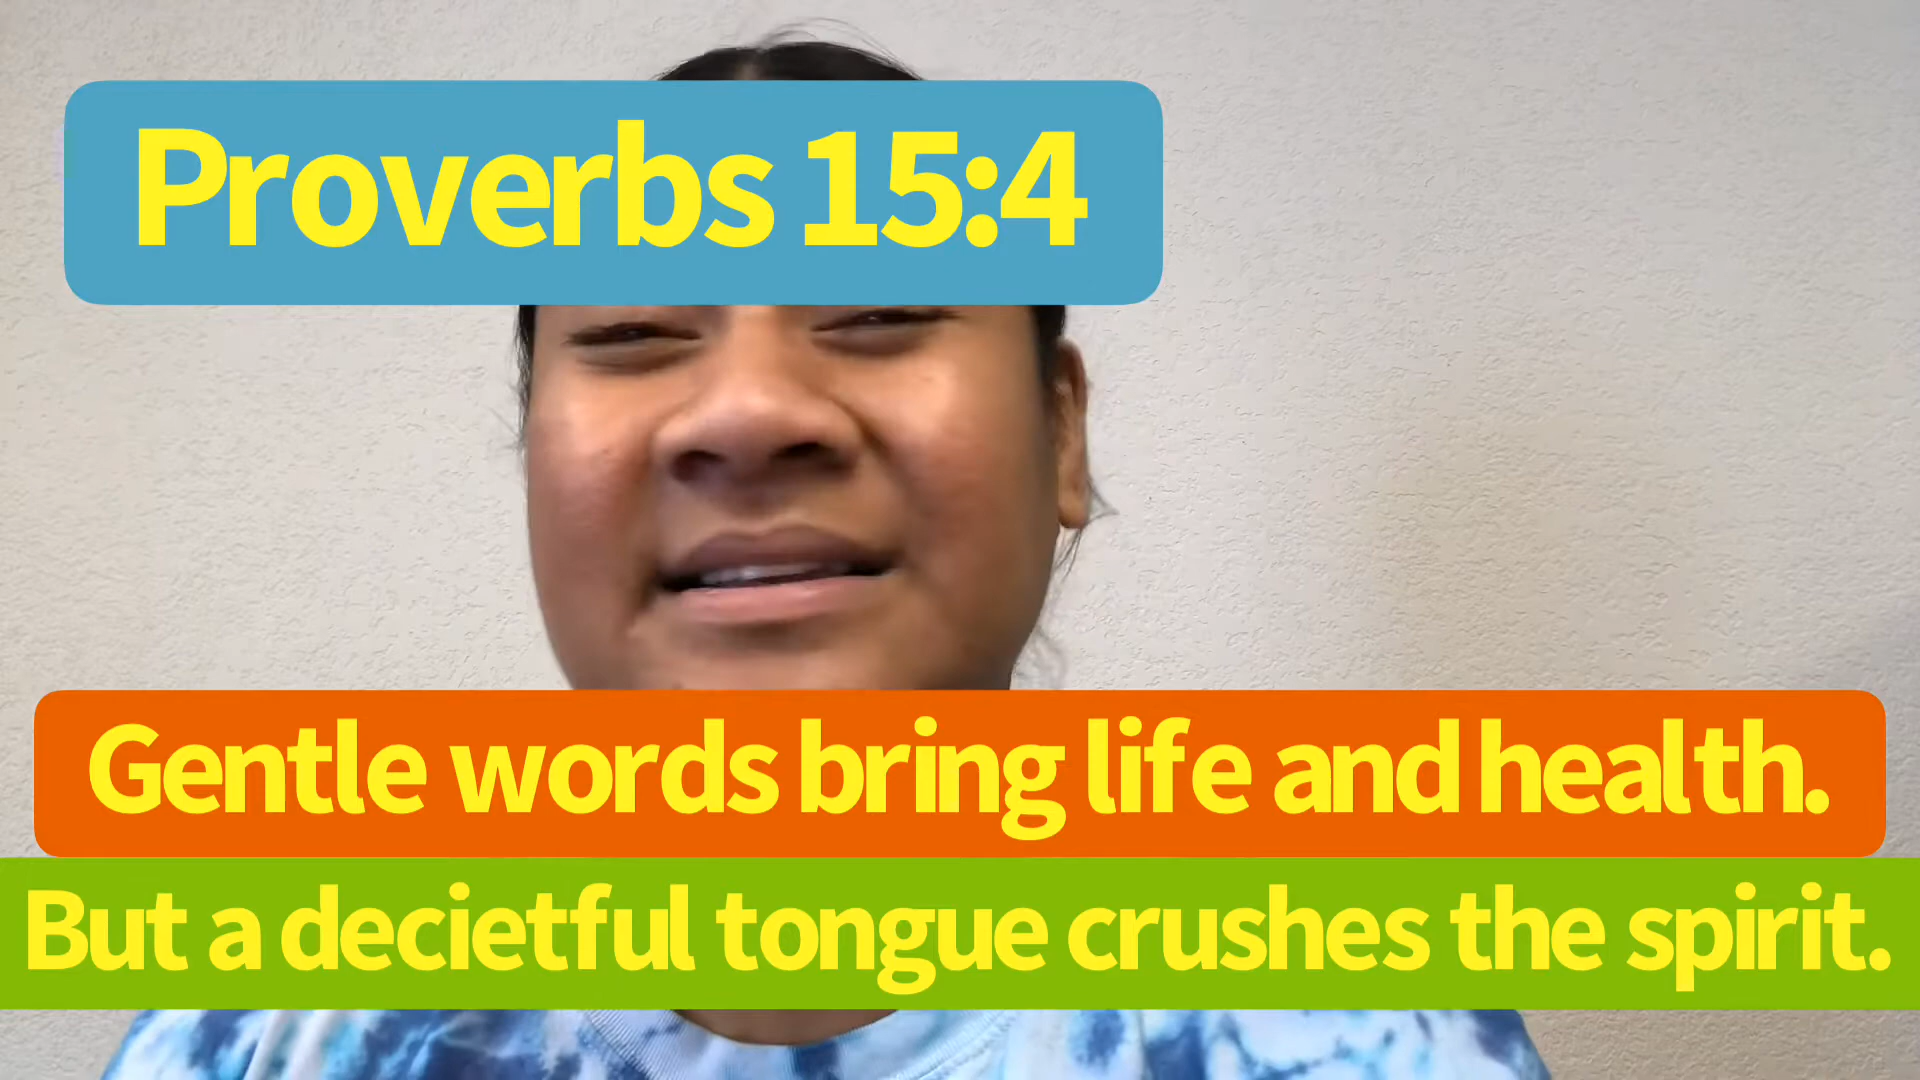 Proverbs 15:4
Gentle words bring life and health.
But a decietful tongue crushes the spirit.